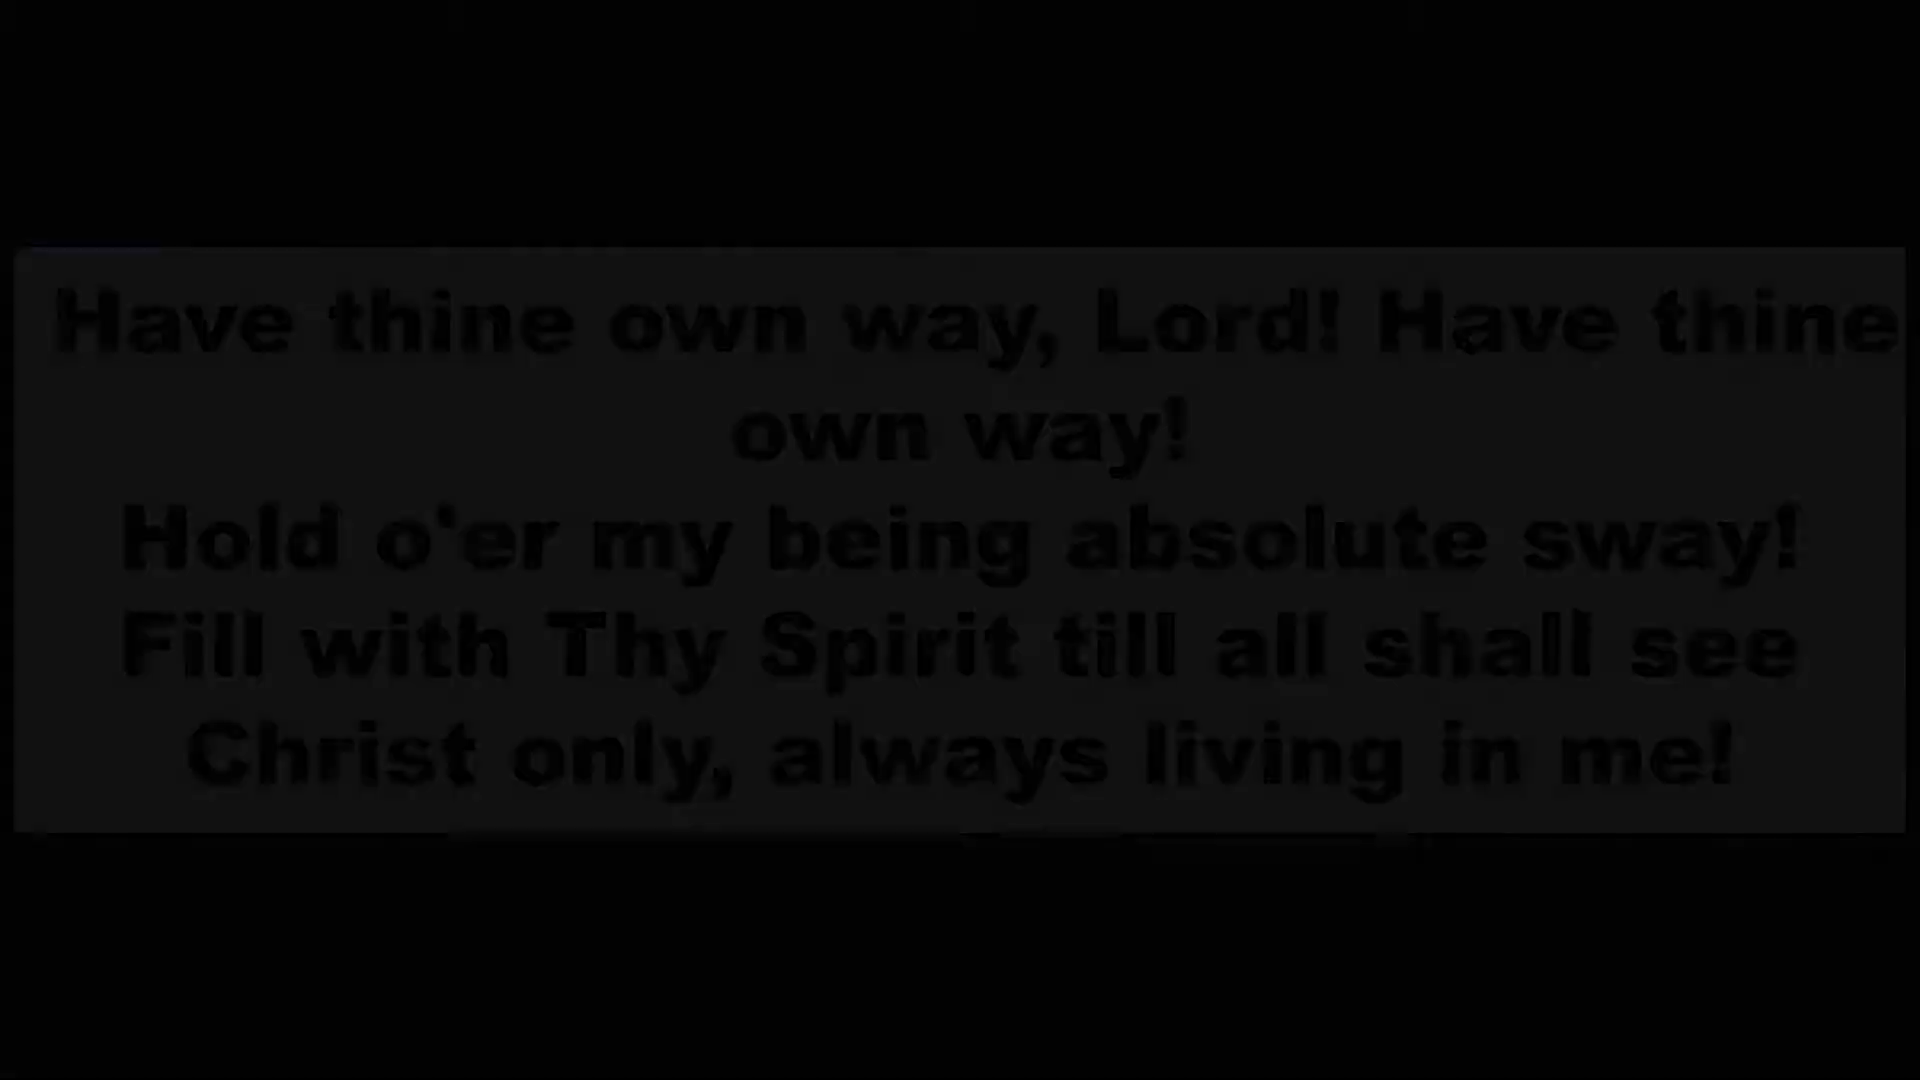 Have thine own way, Lord! Have thine
own way!
Hold o'er my being absolute sway!
Fill with Thy Spirit till all shall see
Christ only, always living in me!